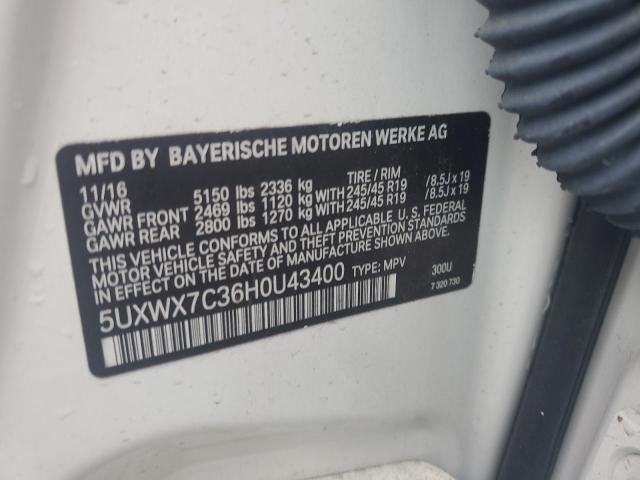 MFD BY BAYERISCHE MOTOREN WERKE AG
11/16 TIRE / RIM
GVWR 5150 lbs 2336 kg
GAWR FRONT 2469 lbs 1120 kg WITH 245/45 R19 /8.5J x 19
GAWR REAR 2800 lbs 1270 kg WITH 245/45 R19 /8.5J x 19
THIS VEHICLE CONFORMS TO ALL APPLICABLE U.S. FEDERAL
MOTOR VEHICLE SAFETY AND THEFT PREVENTION STANDARDS
IN EFFECT ON THE DATE OF MANUFACTURE SHOWN ABOVE.
5UXWX7C36H0U43400 TYPE: MPV 300U
7 320 730